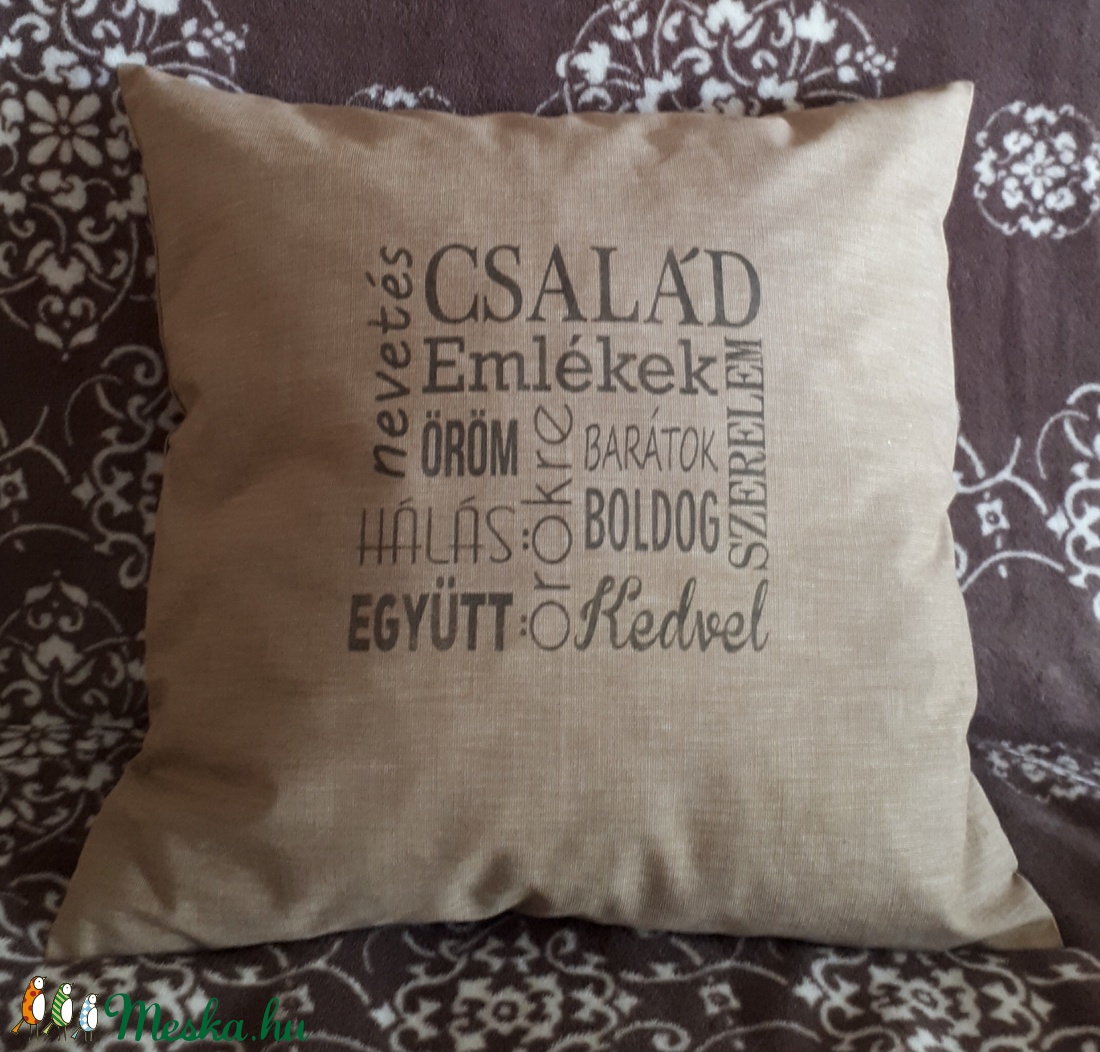 nevetés
CSALÁD
Emlékek
SZERELEM
ÖRÖM
örökre
BARÁTOK
HÁLÁS
BOLDOG
EGYÜTT
Kedvel
Meska.hu